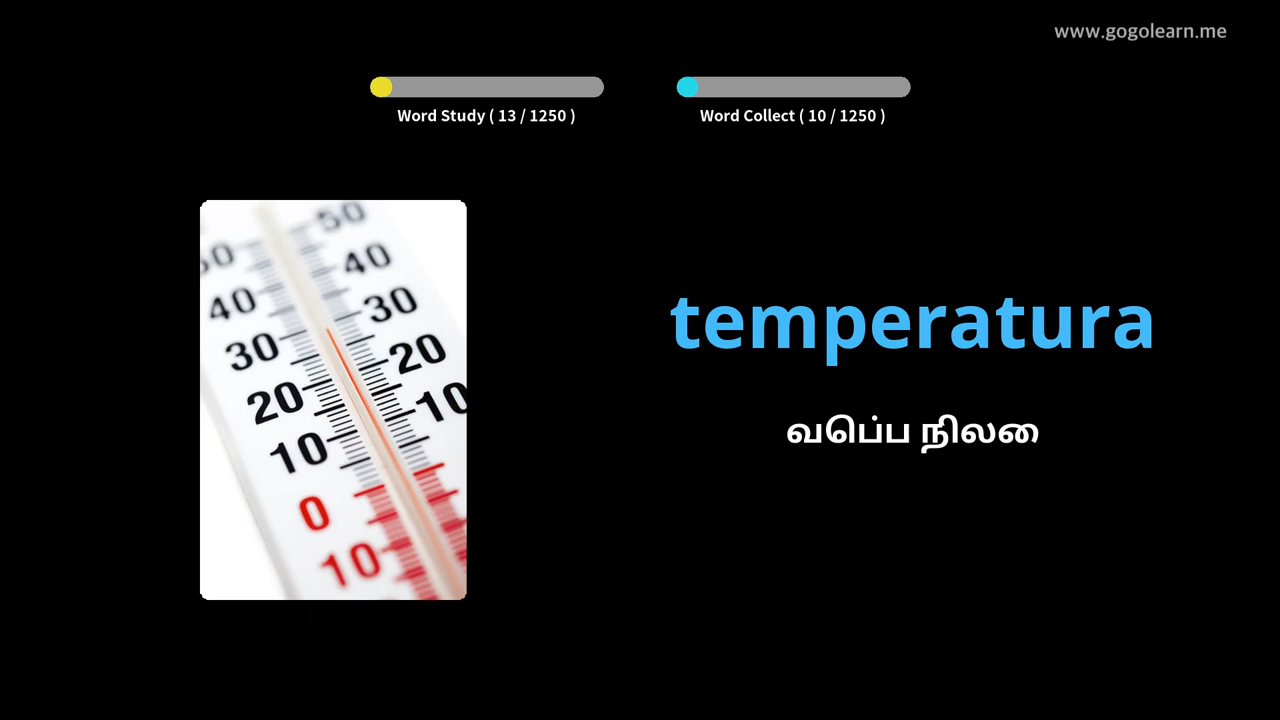 www.gogolearn.me
Word Study ( 13 / 1250 )
Word Collect ( 10 / 1250 )
50
50 40
40 30
30 20
20 10
10
0
10
temperatura
வெப்ப நிலை